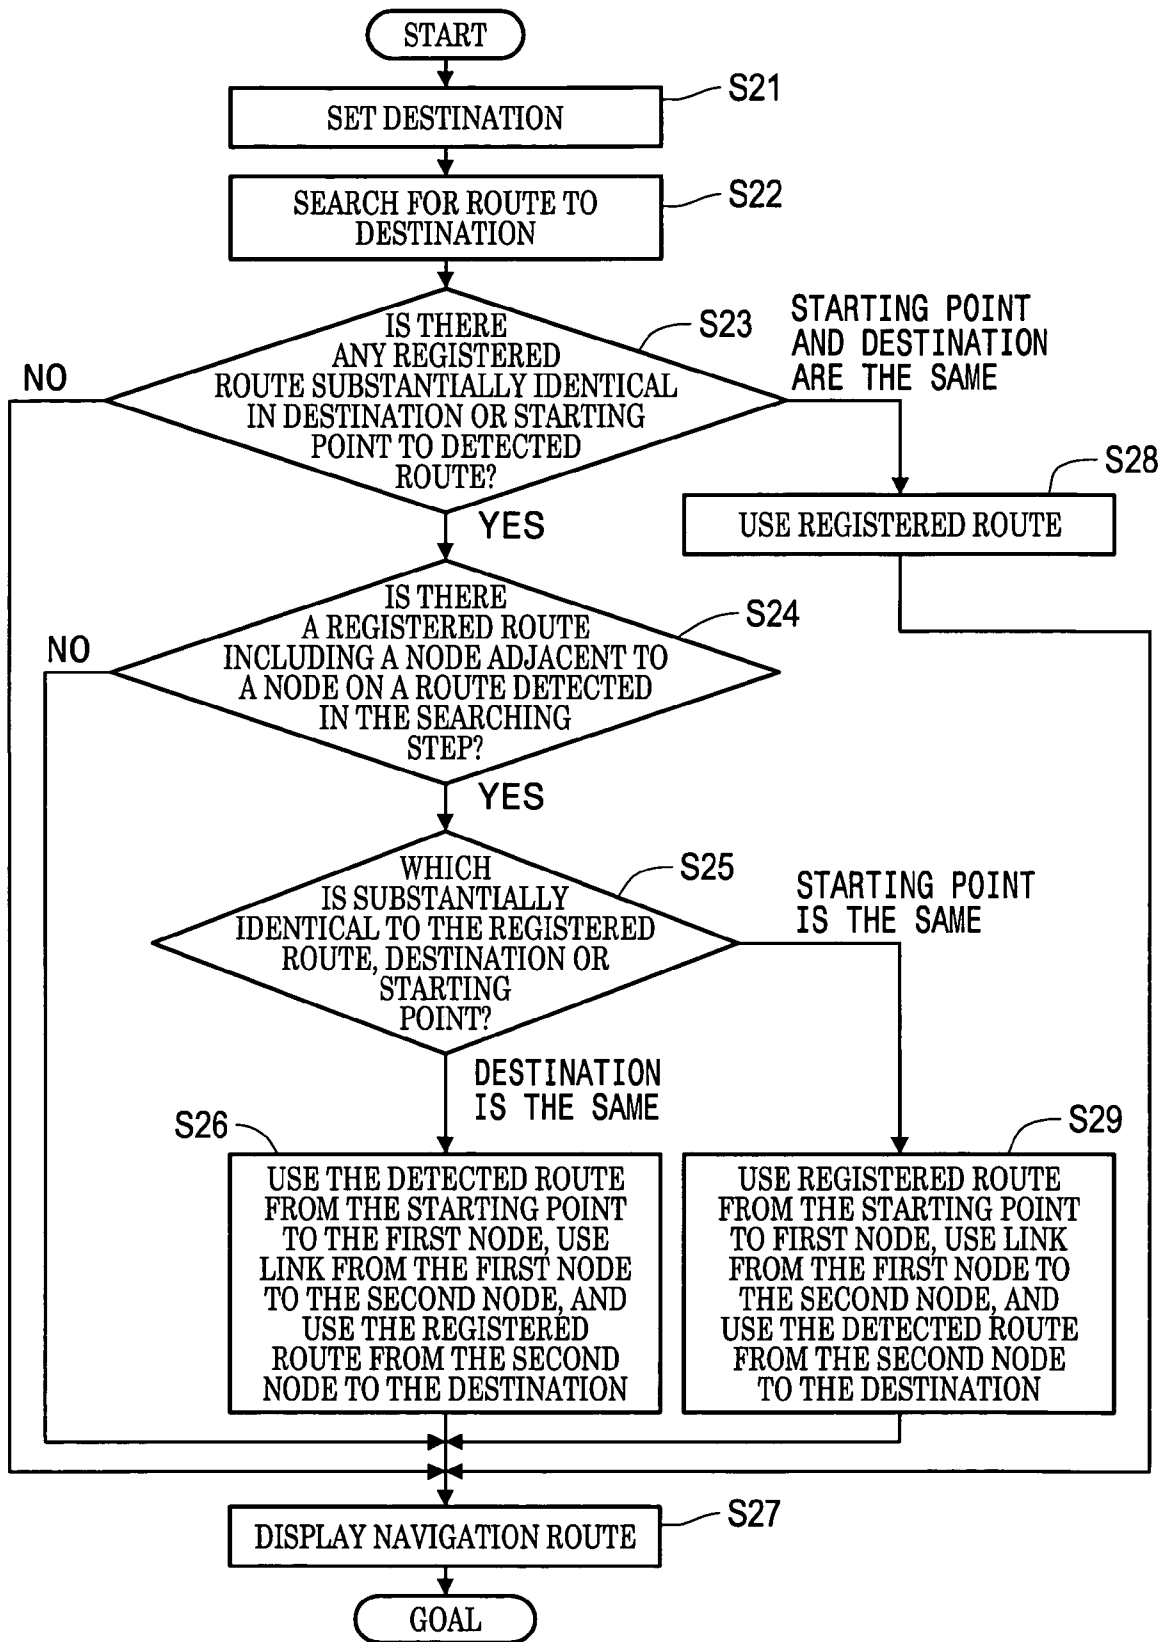 START
S21
SET DESTINATION
S22
SEARCH FOR ROUTE TO
DESTINATION
S23
IS THERE
ANY REGISTERED
ROUTE SUBSTANTIALLY IDENTICAL
IN DESTINATION OR STARTING
POINT TO DETECTED
ROUTE?
NO
STARTING POINT
AND DESTINATION
ARE THE SAME
S28
USE REGISTERED ROUTE
YES
S24
IS THERE
A REGISTERED ROUTE
INCLUDING A NODE ADJACENT TO
A NODE ON A ROUTE DETECTED
IN THE SEARCHING
STEP?
NO
YES
S25
WHICH
IS SUBSTANTIALLY
IDENTICAL TO THE REGISTERED
ROUTE, DESTINATION OR
STARTING
POINT?
STARTING POINT
IS THE SAME
DESTINATION
IS THE SAME
S26
USE THE DETECTED ROUTE
FROM THE STARTING POINT
TO THE FIRST NODE, USE
LINK FROM THE FIRST NODE
TO THE SECOND NODE, AND
USE THE REGISTERED
ROUTE FROM THE SECOND
NODE TO THE DESTINATION
S29
USE REGISTERED ROUTE
FROM THE STARTING POINT
TO FIRST NODE, USE LINK
FROM THE FIRST NODE TO
THE SECOND NODE, AND
USE THE DETECTED ROUTE
FROM THE SECOND NODE
TO THE DESTINATION
S27
DISPLAY NAVIGATION ROUTE
GOAL